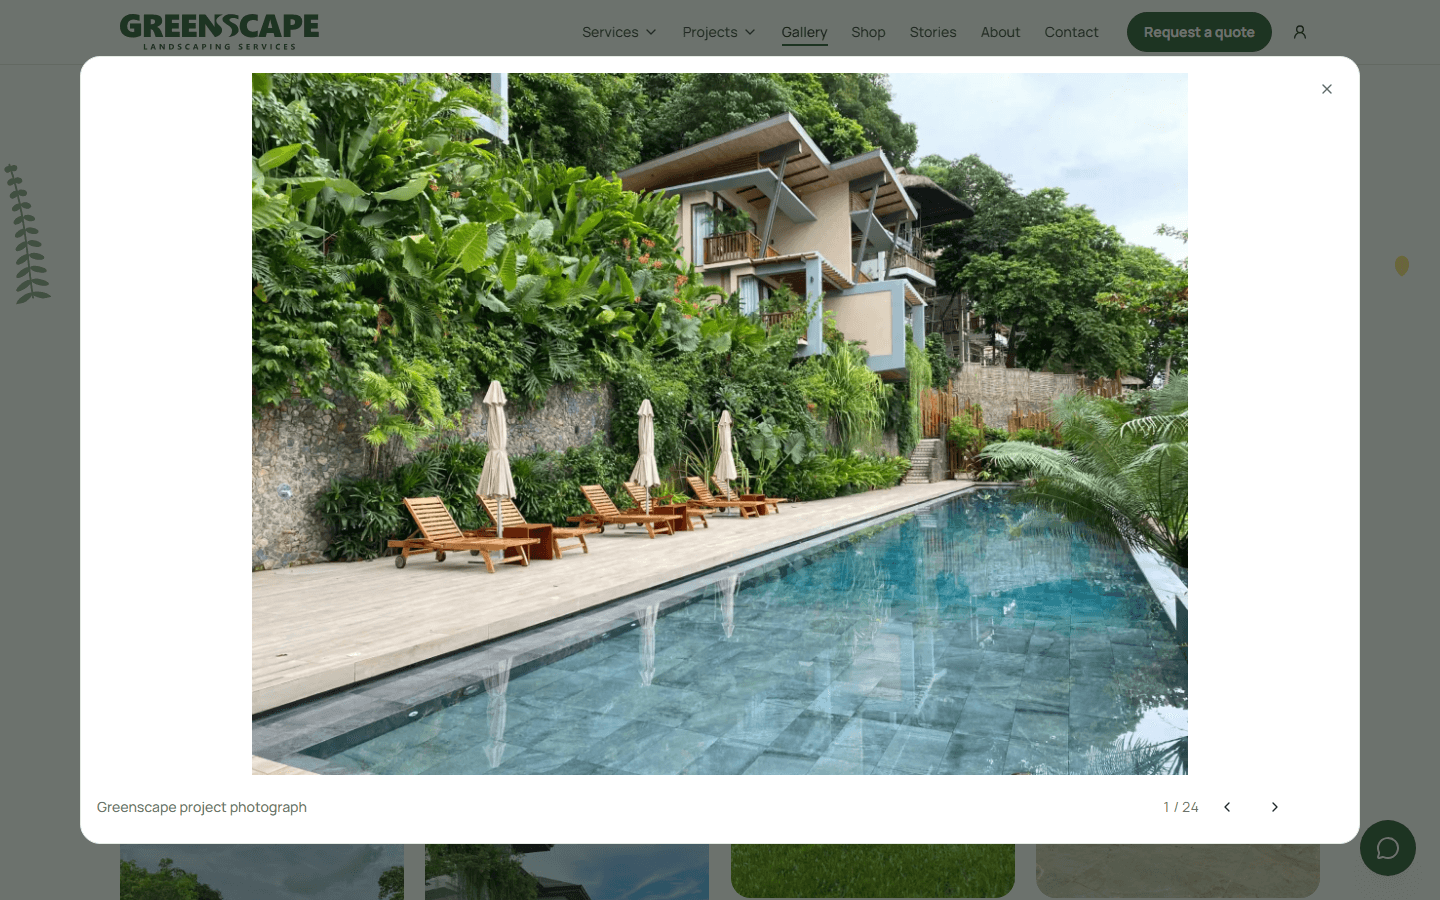 GREENSCAPE
LANDSCAPING SERVICES
Services
Projects
Gallery
Shop
Stories
About
Contact
Request a quote
Greenscape project photograph
1 / 24